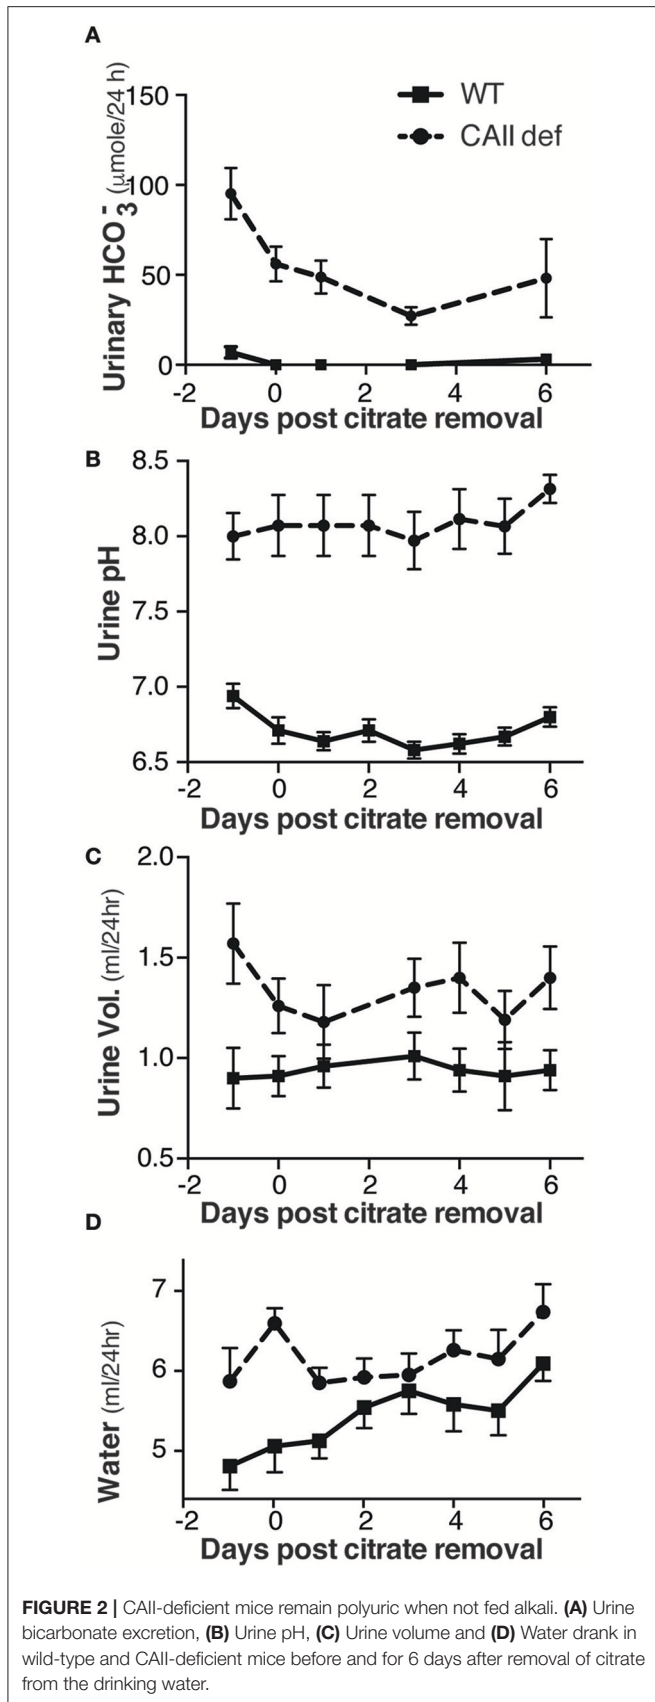 A
Urinary HCO3- (μmole/24 h)
150
100
50
0
WT
CAII def
-2 0 2 4 6
Days post citrate removal
B
Urine pH
8.5
8.0
7.5
7.0
6.5
-2 0 2 4 6
Days post citrate removal
C
Urine Vol. (ml/24hr)
2.0
1.5
1.0
0.5
-2 0 2 4 6
Days post citrate removal
D
Water (ml/24hr)
7
6
5
-2 0 2 4 6
Days post citrate removal
FIGURE 2 | CAII-deficient mice remain polyuric when not fed alkali. (A) Urine
bicarbonate excretion, (B) Urine pH, (C) Urine volume and (D) Water drank in
wild-type and CAII-deficient mice before and for 6 days after removal of citrate
from the drinking water.